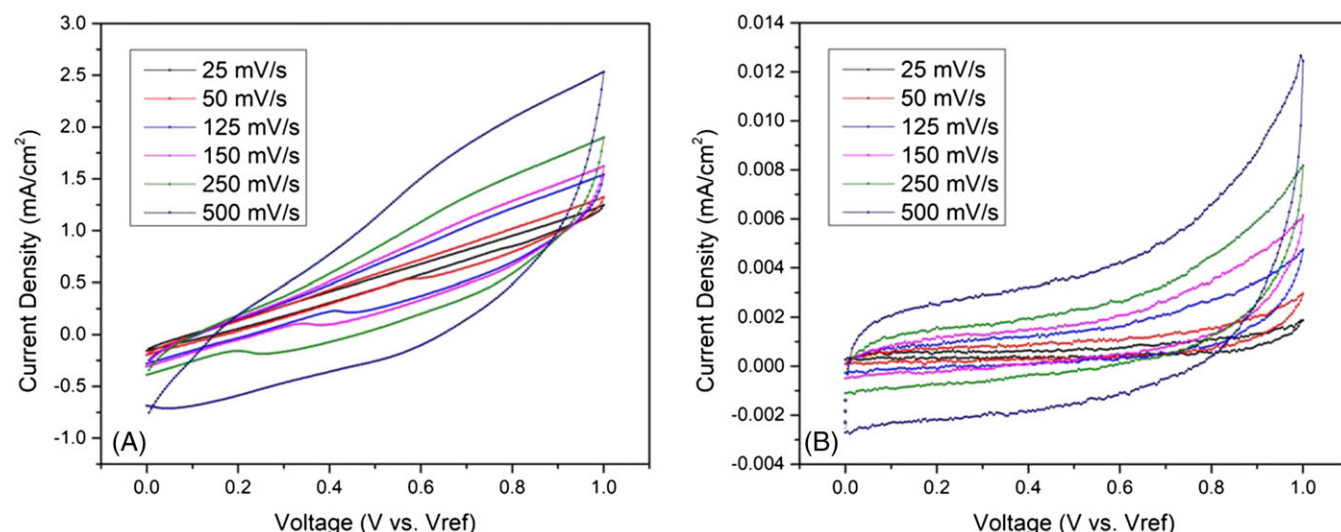 3.0
2.5
2.0
1.5
1.0
0.5
0.0
-0.5
-1.0
Current Density (mA/cm²)
25 mV/s
50 mV/s
125 mV/s
150 mV/s
250 mV/s
500 mV/s
(A)
0.0 0.2 0.4 0.6 0.8 1.0
Voltage (V vs. Vref)
0.014
0.012
0.010
0.008
0.006
0.004
0.002
0.000
-0.002
-0.004
Current Density (mA/cm²)
25 mV/s
50 mV/s
125 mV/s
150 mV/s
250 mV/s
500 mV/s
(B)
0.0 0.2 0.4 0.6 0.8 1.0
Voltage (V vs. Vref)